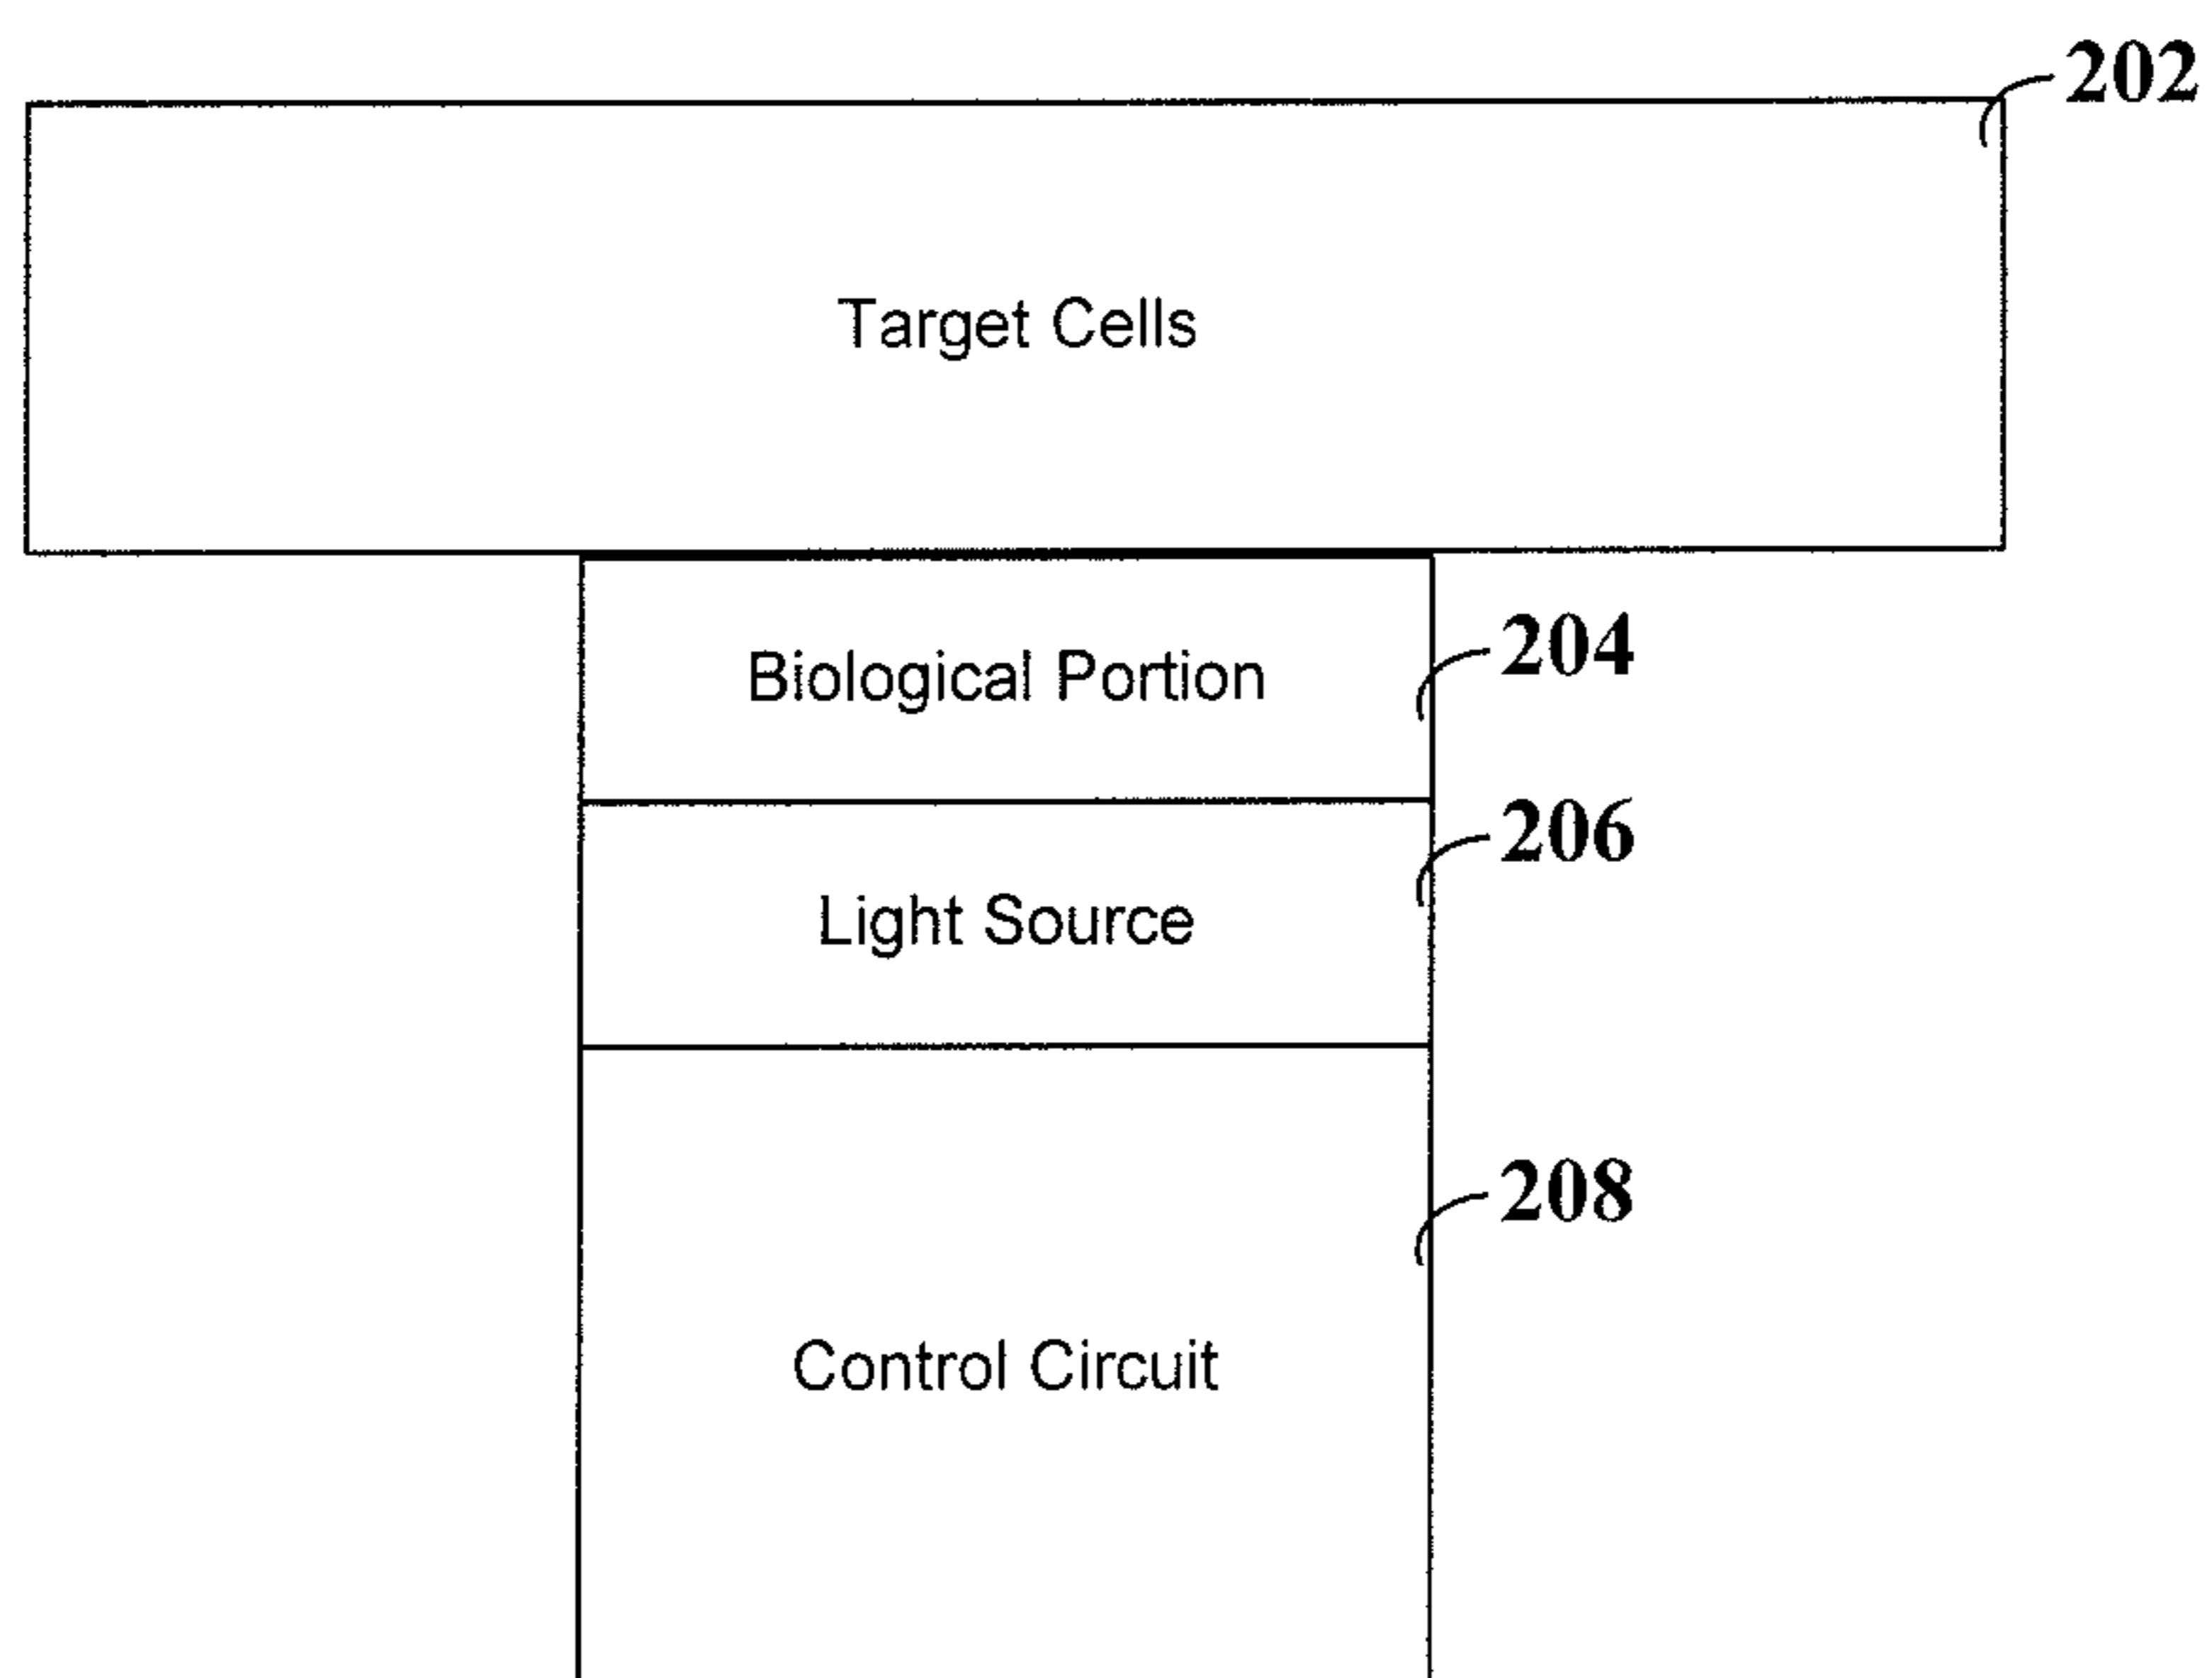 202
Target Cells
204
Biological Portion
206
Light Source
208
Control Circuit